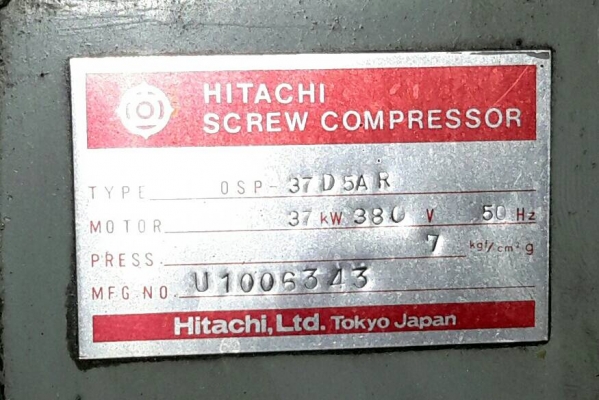 HITACHI
SCREW COMPRESSOR
TYPE OSP-37D5AR
MOTOR 37 kW 380 V 50 Hz
PRESS. 7 kgf/cm² g
MFG NO. U1006343
Hitachi, Ltd. Tokyo Japan